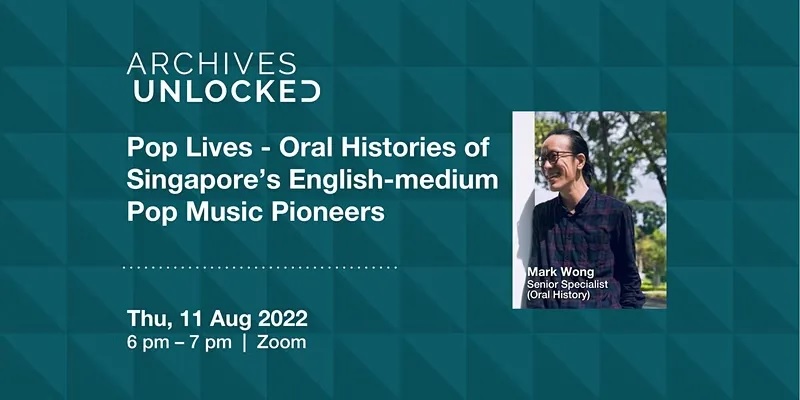 ARCHIVES
UNLOCKED
Pop Lives - Oral Histories of
Singapore’s English-medium
Pop Music Pioneers
Mark Wong
Senior Specialist
(Oral History)
Thu, 11 Aug 2022
6 pm – 7 pm | Zoom